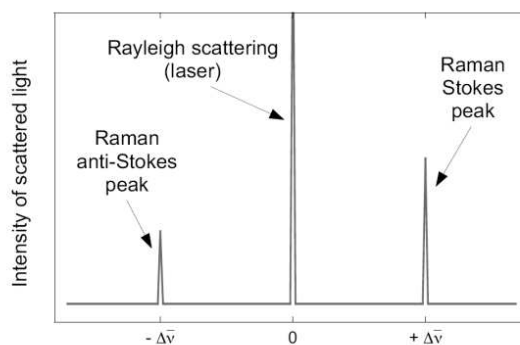 Intensity of scattered light
Rayleigh scattering
(laser)
Raman
Stokes
peak
Raman
anti-Stokes
peak
- Δν̅
0
+ Δν̅